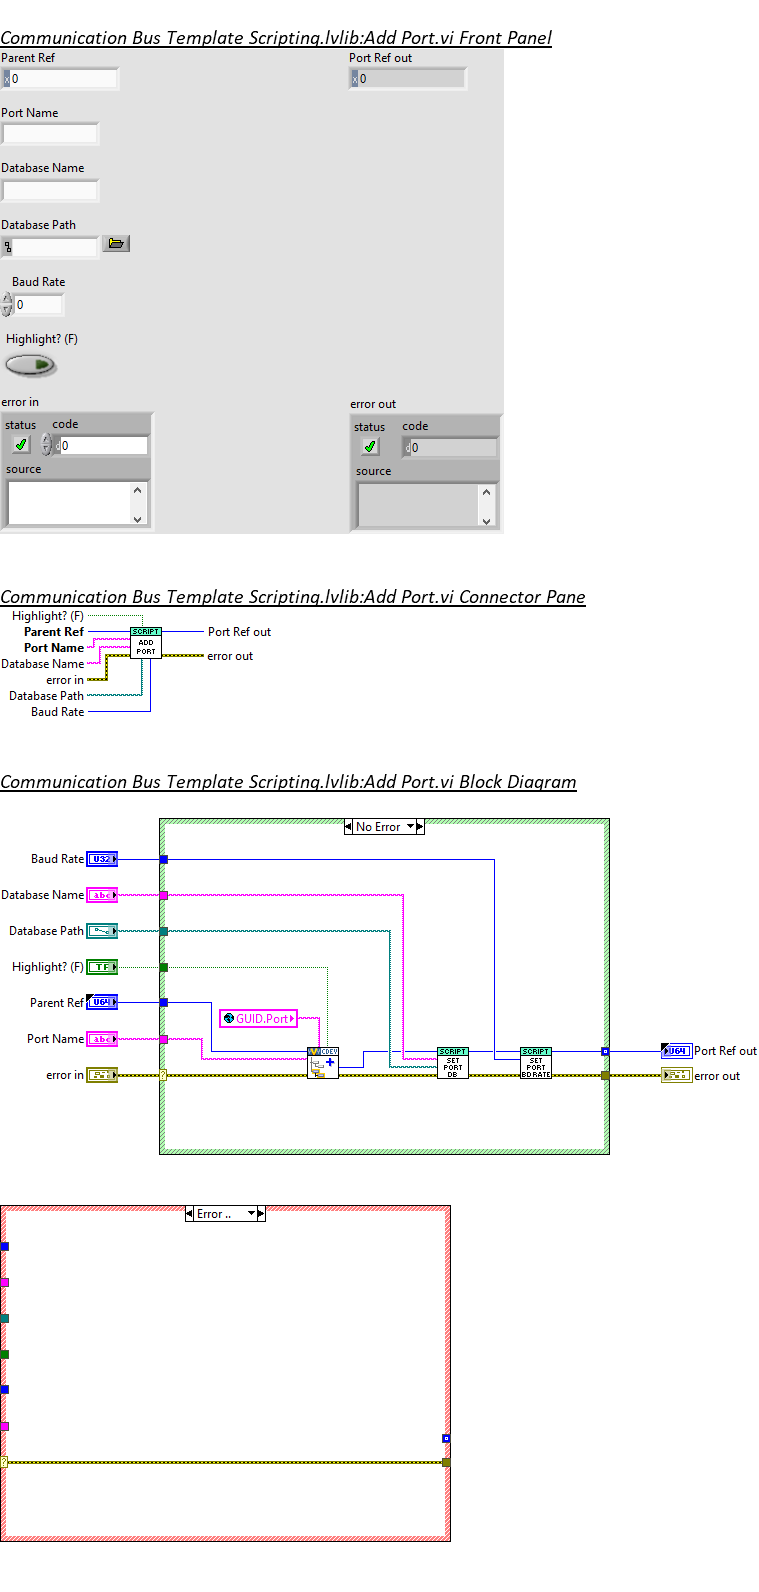 Communication Bus Template Scripting.lvlib:Add Port.vi Front Panel
Parent Ref
Port Ref out
x 0
x 0
Port Name
Database Name
Database Path
Baud Rate
0
Highlight? (F)
error in
error out
status code
status code
d 0
d 0
source
source
Communication Bus Template Scripting.lvlib:Add Port.vi Connector Pane
Highlight? (F)
Parent Ref
Port Name
Database Name
error in
Database Path
Baud Rate
SCRIPT
ADD
PORT
Port Ref out
error out
Communication Bus Template Scripting.lvlib:Add Port.vi Block Diagram
No Error
Baud Rate U32
Database Name abc
Database Path
Highlight? (F) TF
Parent Ref U64
GUID.Port
Port Name abc
error in
?
CDEV
SCRIPT
SET
PORT
DB
SCRIPT
SET
PORT
BD RATE
U64 Port Ref out
error out
Error ..
?